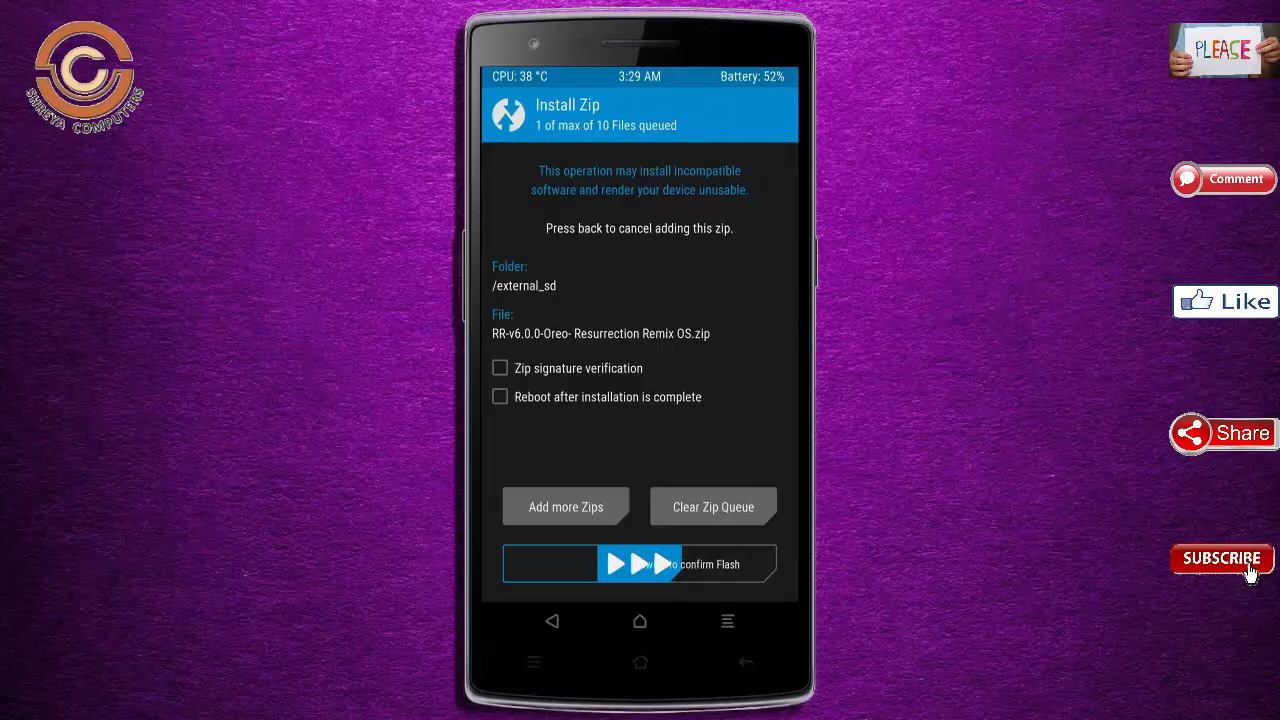 SHREYA COMPUTERS
PLEASE
CPU: 38 °C 3:29 AM Battery: 52%
Install Zip
1 of max of 10 Files queued
This operation may install incompatible
software and render your device unusable.
Press back to cancel adding this zip.
Folder:
/external_sd
File:
RR-v6.0.0-Oreo- Resurrection Remix OS.zip
Zip signature verification
Reboot after installation is complete
Add more Zips
Clear Zip Queue
confirm Flash
Comment
Like
Share
SUBSCRIBE